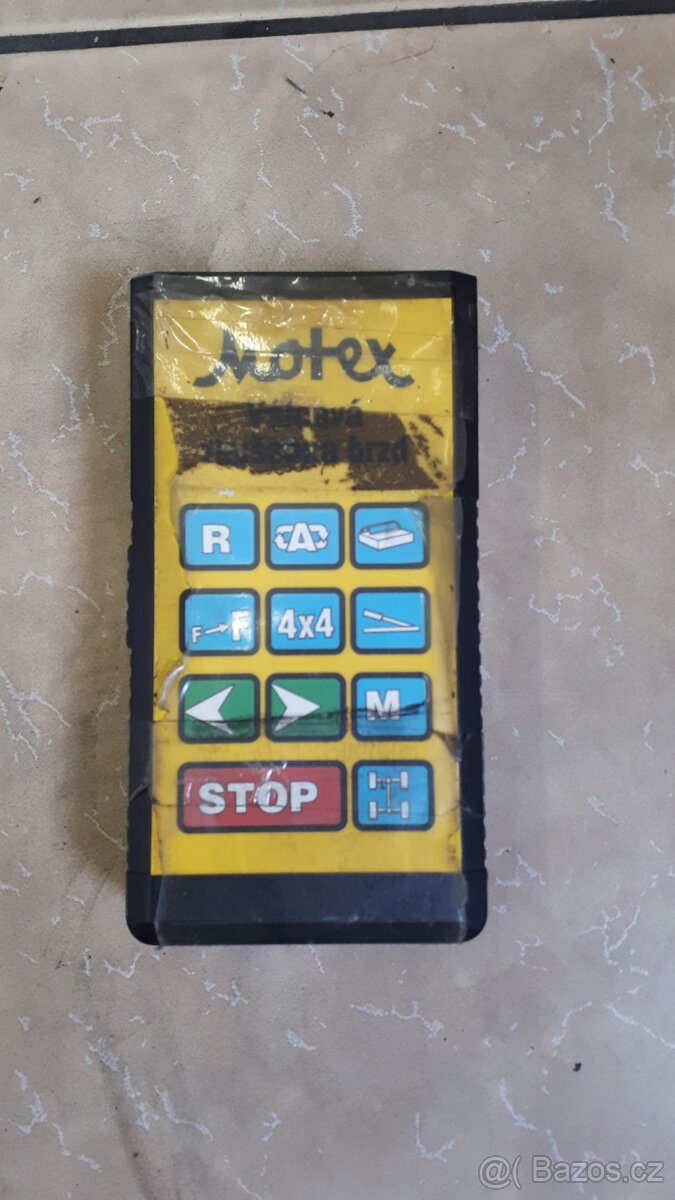 Motex
Válcová
brzd
R A
F F 4x4
M
STOP
@( Bazos.cz